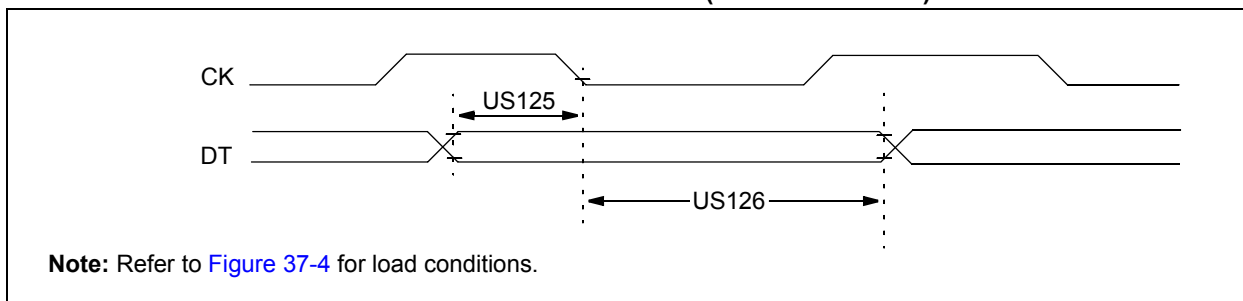 CK
US125
DT
US126
Note: Refer to Figure 37-4 for load conditions.